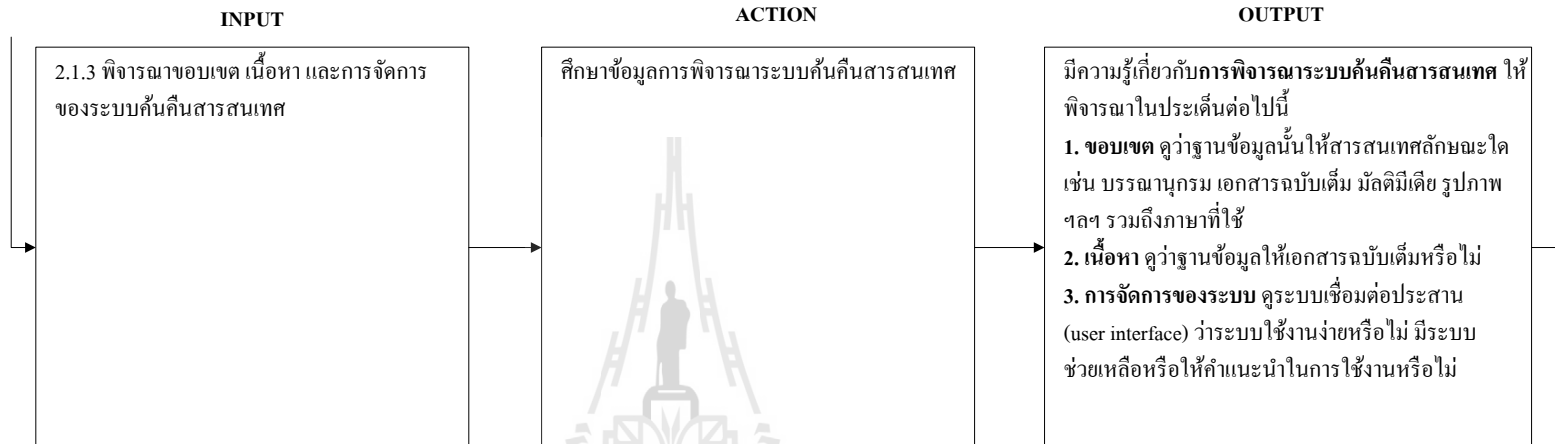 INPUT
ACTION
OUTPUT
2.1.3 พิจารณาขอบเขต เนื้อหา และการจัดการ
ของระบบค้นคืนสารสนเทศ
ศึกษาข้อมูลการพิจารณาระบบค้นคืนสารสนเทศ
มีความรู้เกี่ยวกับการพิจารณาระบบค้นคืนสารสนเทศ ให้
พิจารณาในประเด็นต่อไปนี้
1. ขอบเขต ดูว่าฐานข้อมูลนั้นให้สารสนเทศลักษณะใด
เช่น บรรณานุกรม เอกสารฉบับเต็ม มัลติมีเดีย รูปภาพ
ฯลฯ รวมถึงภาษาที่ใช้
2. เนื้อหา ดูว่าฐานข้อมูลให้เอกสารฉบับเต็มหรือไม่
3. การจัดการของระบบ ดูระบบเชื่อมต่อประสาน
(user interface) ว่าระบบใช้งานง่ายหรือไม่ มีระบบ
ช่วยเหลือหรือให้คำแนะนำในการใช้งานหรือไม่